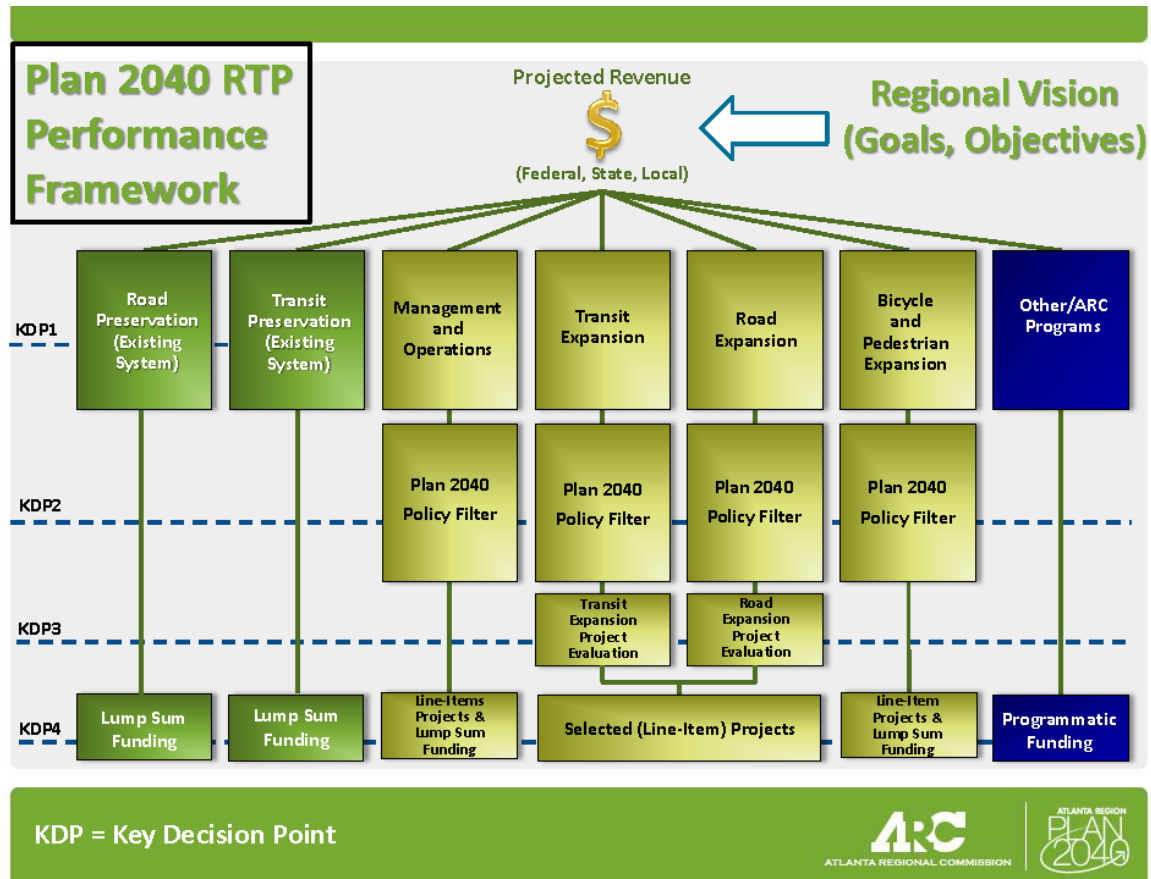 Plan 2040 RTP
Performance
Framework
Projected Revenue
$
(Federal, State, Local)
Regional Vision
(Goals, Objectives)
KDP1
Road
Preservation
(Existing
System)
Transit
Preservation
(Existing
System)
Management
and
Operations
Transit
Expansion
Road
Expansion
Bicycle
and
Pedestrian
Expansion
Other/ARC
Programs
KDP2
Plan 2040
Policy Filter
Plan 2040
Policy Filter
Plan 2040
Policy Filter
Plan 2040
Policy Filter
KDP3
Transit
Expansion
Project
Evaluation
Road
Expansion
Project
Evaluation
KDP4
Lump Sum
Funding
Lump Sum
Funding
Line-Items
Projects &
Lump Sum
Funding
Selected (Line-Item) Projects
Line-Item
Projects &
Lump Sum
Funding
Programmatic
Funding
KDP = Key Decision Point
ARC
ATLANTA REGIONAL COMMISSION
ATLANTA REGION
PLAN
2040